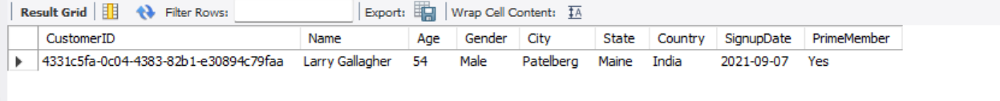 Result Grid Filter Rows: Export: Wrap Cell Content: IA
CustomerID Name Age Gender City State Country SignupDate PrimeMember
4331c5fa-0c04-4383-82b1-e30894c79faa Larry Gallagher 54 Male Patelberg Maine India 2021-09-07 Yes